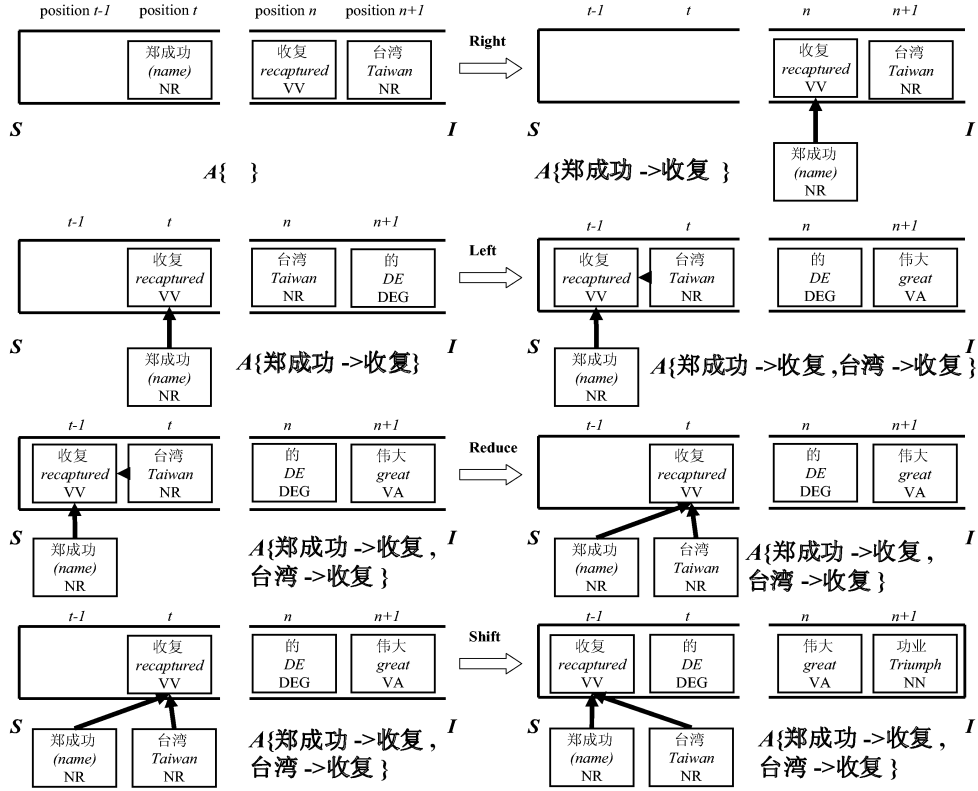 position t-1 position t position n position n+1 t-1 t n n+1
郑成功 收复 台湾 Right 收复 台湾
(name) recaptured Taiwan recaptured Taiwan
NR VV NR VV NR
S I S I
郑成功
(name)
NR
A{ } A{郑成功 ->收复 }
t-1 t n n+1 t-1 t n n+1
收复 台湾 的 Left 收复 台湾 的 伟大
recaptured Taiwan DE recaptured Taiwan DE great
VV NR DEG VV NR DEG VA
S I S I
郑成功 郑成功
(name) (name)
NR NR
A{郑成功 ->收复} A{郑成功 ->收复 ,台湾 ->收复 }
t-1 t n n+1 t-1 t n n+1
收复 台湾 的 伟大 Reduce 收复 的 伟大
recaptured Taiwan DE great recaptured DE great
VV NR DEG VA VV DEG VA
S I S I
郑成功 郑成功 台湾
(name) (name) Taiwan
NR NR NR
A{郑成功 ->收复 , A{郑成功 ->收复 ,
台湾 ->收复 } 台湾 ->收复 }
t-1 t n n+1 t-1 t n n+1
收复 的 伟大 Shift 收复 的 伟大 功业
recaptured DE great recaptured DE great Triumph
VV DEG VA VV DEG VA NN
S I S I
郑成功 台湾 郑成功 台湾
(name) Taiwan (name) Taiwan
NR NR NR NR
A{郑成功 ->收复 , A{郑成功 ->收复 ,
台湾 ->收复 } 台湾 ->收复 }